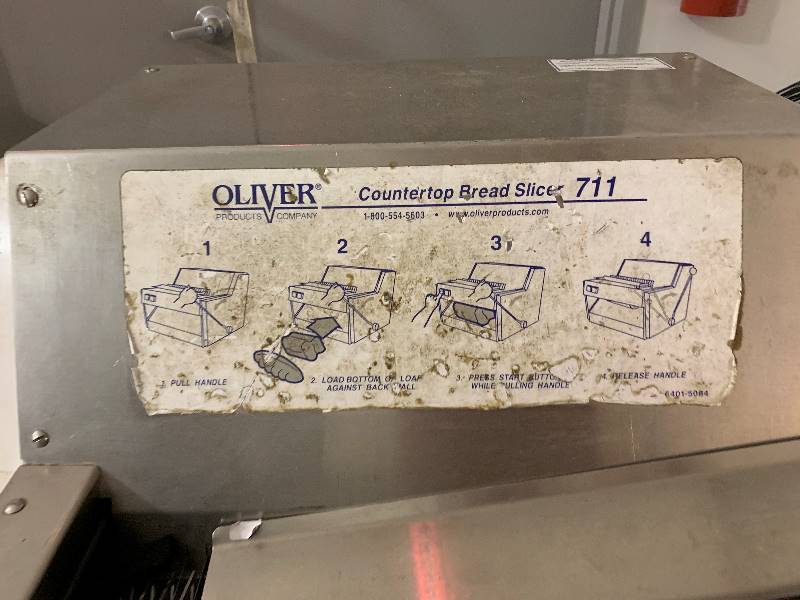 OLIVER®
PRODUCTS COMPANY
Countertop Bread Slicer 711
1-800-554-5603 • www.oliverproducts.com
1
2
3
4
1. PULL HANDLE
2. LOAD BOTTOM OF LOAF
AGAINST BACK WALL
3. PRESS START BUTTON
WHILE PULLING HANDLE
4. RELEASE HANDLE
6401-5084